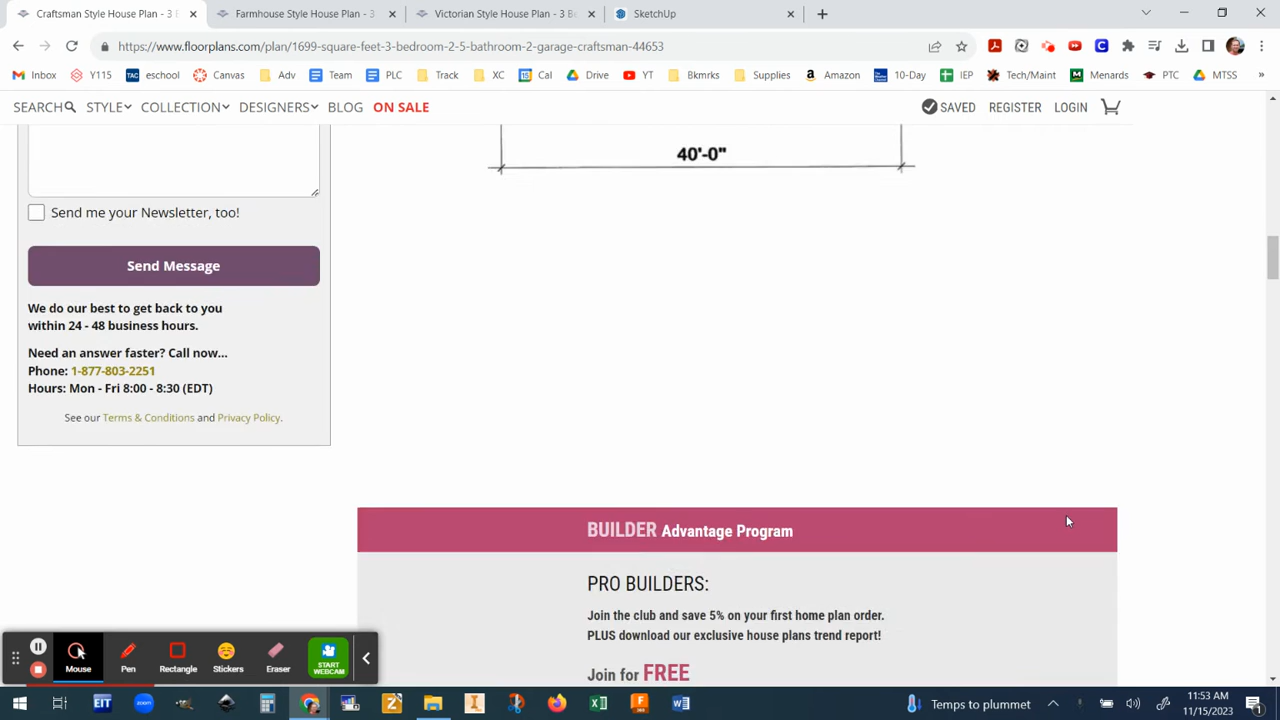 Craftsman Style House Plan - 3 B
Farmhouse Style House Plan - 3
Victorian Style House Plan - 3 Be
SketchUp
https://www.floorplans.com/plan/1699-square-feet-3-bedroom-2-5-bathroom-2-garage-craftsman-44653
Inbox Y115 eschool Canvas Adv Team PLC Track XC Cal Drive YT Bkmrks Supplies Amazon 10-Day IEP Tech/Maint Menards PTC MTSS »
SEARCH STYLE COLLECTION DESIGNERS BLOG ON SALE SAVED REGISTER LOGIN
40'-0"
Send me your Newsletter, too!
Send Message
We do our best to get back to you
within 24 - 48 business hours.
Need an answer faster? Call now...
Phone: 1-877-803-2251
Hours: Mon - Fri 8:00 - 8:30 (EDT)
See our Terms & Conditions and Privacy Policy.
BUILDER Advantage Program
PRO BUILDERS:
Join the club and save 5% on your first home plan order.
PLUS download our exclusive house plans trend report!
Join for FREE
Mouse Pen Rectangle Stickers Eraser START
WEBCAM
EIT zoom
Temps to plummet
11:53 AM
11/15/2023